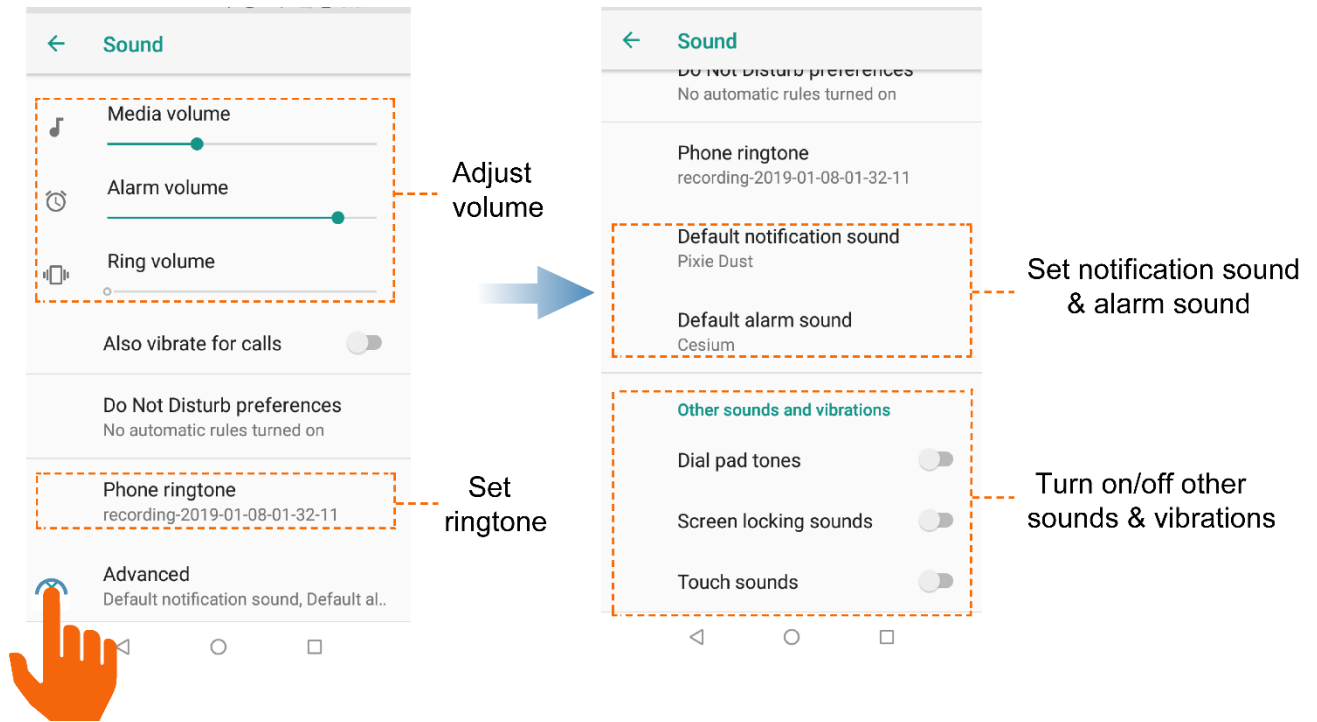 Sound
Media volume
Alarm volume
Ring volume
Also vibrate for calls
Do Not Disturb preferences
No automatic rules turned on
Phone ringtone
recording-2019-01-08-01-32-11
Advanced
Default notification sound, Default al..
Adjust
volume
Set
ringtone
Sound
Do Not Disturb preferences
No automatic rules turned on
Phone ringtone
recording-2019-01-08-01-32-11
Default notification sound
Pixie Dust
Default alarm sound
Cesium
Other sounds and vibrations
Dial pad tones
Screen locking sounds
Touch sounds
Set notification sound
& alarm sound
Turn on/off other
sounds & vibrations